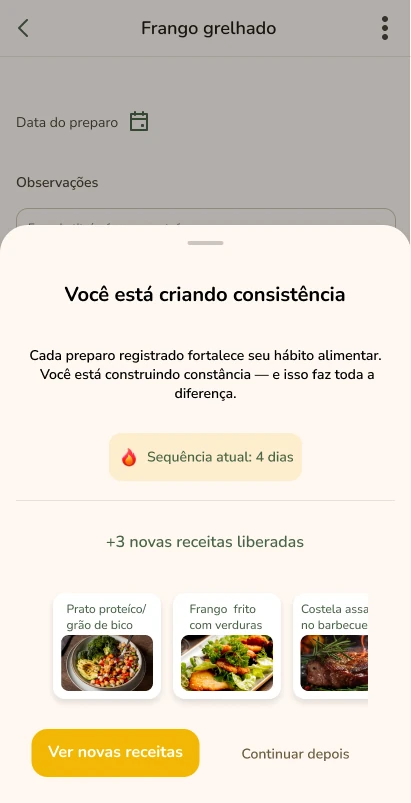 Frango grelhado
Data do preparo
Observações
Você está criando consistência
Cada preparo registrado fortalece seu hábito alimentar.
Você está construindo constância — e isso faz toda a
diferença.
Sequência atual: 4 dias
+3 novas receitas liberadas
Prato proteíco/
grão de bico
Frango frito
com verduras
Costela assa
no barbecue
Ver novas receitas
Continuar depois